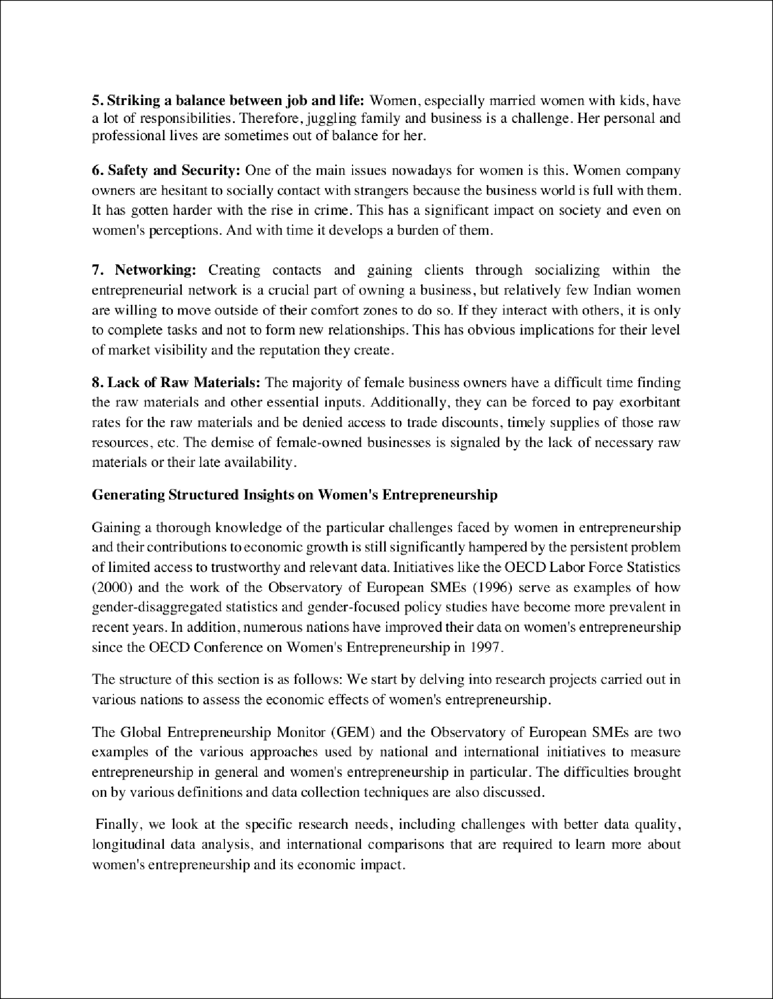 5. Striking a balance between job and life: Women, especially married women with kids, have
a lot of responsibilities. Therefore, juggling family and business is a challenge. Her personal and
professional lives are sometimes out of balance for her.
6. Safety and Security: One of the main issues nowadays for women is this. Women company
owners are hesitant to socially contact with strangers because the business world is full with them.
It has gotten harder with the rise in crime. This has a significant impact on society and even on
women's perceptions. And with time it develops a burden of them.
7. Networking: Creating contacts and gaining clients through socializing within the
entrepreneurial network is a crucial part of owning a business, but relatively few Indian women
are willing to move outside of their comfort zones to do so. If they interact with others, it is only
to complete tasks and not to form new relationships. This has obvious implications for their level
of market visibility and the reputation they create.
8. Lack of Raw Materials: The majority of female business owners have a difficult time finding
the raw materials and other essential inputs. Additionally, they can be forced to pay exorbitant
rates for the raw materials and be denied access to trade discounts, timely supplies of those raw
resources, etc. The demise of female-owned businesses is signaled by the lack of necessary raw
materials or their late availability.
Generating Structured Insights on Women's Entrepreneurship
Gaining a thorough knowledge of the particular challenges faced by women in entrepreneurship
and their contributions to economic growth is still significantly hampered by the persistent problem
of limited access to trustworthy and relevant data. Initiatives like the OECD Labor Force Statistics
(2000) and the work of the Observatory of European SMEs (1996) serve as examples of how
gender-disaggregated statistics and gender-focused policy studies have become more prevalent in
recent years. In addition, numerous nations have improved their data on women's entrepreneurship
since the OECD Conference on Women's Entrepreneurship in 1997.
The structure of this section is as follows: We start by delving into research projects carried out in
various nations to assess the economic effects of women's entrepreneurship.
The Global Entrepreneurship Monitor (GEM) and the Observatory of European SMEs are two
examples of the various approaches used by national and international initiatives to measure
entrepreneurship in general and women's entrepreneurship in particular. The difficulties brought
on by various definitions and data collection techniques are also discussed.
Finally, we look at the specific research needs, including challenges with better data quality,
longitudinal data analysis, and international comparisons that are required to learn more about
women's entrepreneurship and its economic impact.